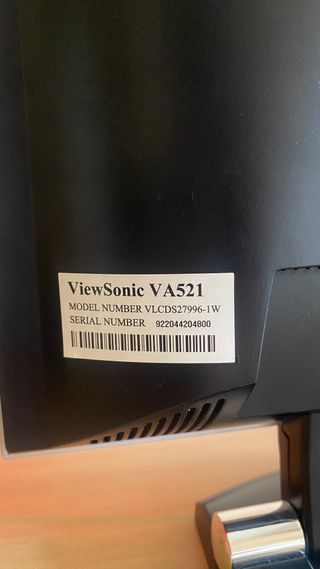 ViewSonic VA521
MODEL NUMBER VLCDS27996-1W
SERIAL NUMBER 922044204800